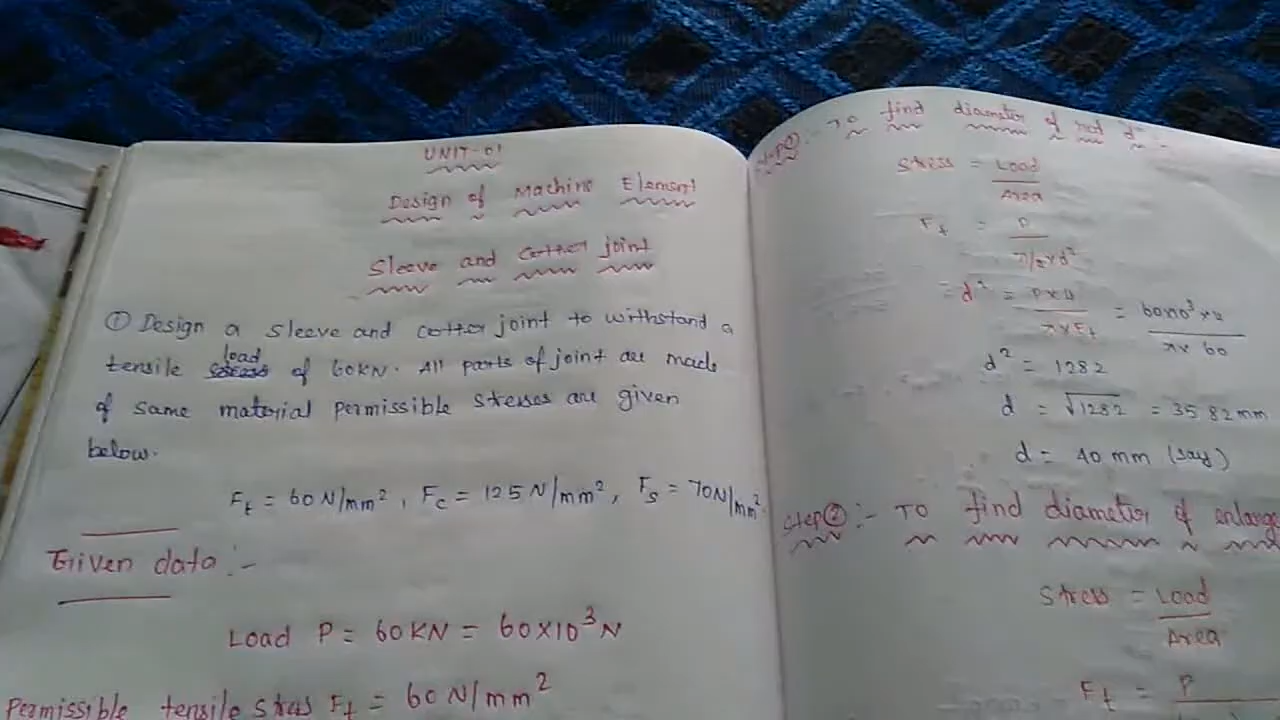 UNIT-01
Design of Machine Element
Sleeve and Cotter joint
① Design a sleeve and cotter joint to withstand a
load
tensile of 60KN. All parts of joint are made
of same material permissible stresses are given
below.
Ft = 60 N/mm², Fc = 125 N/mm², Fs = 70 N/mm²
Given data :-
Load P = 60KN = 60×10³ N
Permissible tensile stress Ft = 60 N/mm²
Step① :- To find diameter of rod d :-
Stress = Load / Area
Ft = P / π/4×d²
= d² = P×4 / π×Ft = 60×10³×4 / π×60
d² = 1282
d = √1282 = 35.82 mm
d = 40 mm (say)
Step② :- TO find diameter of enlarge
Stress = Load / Area
Ft = P